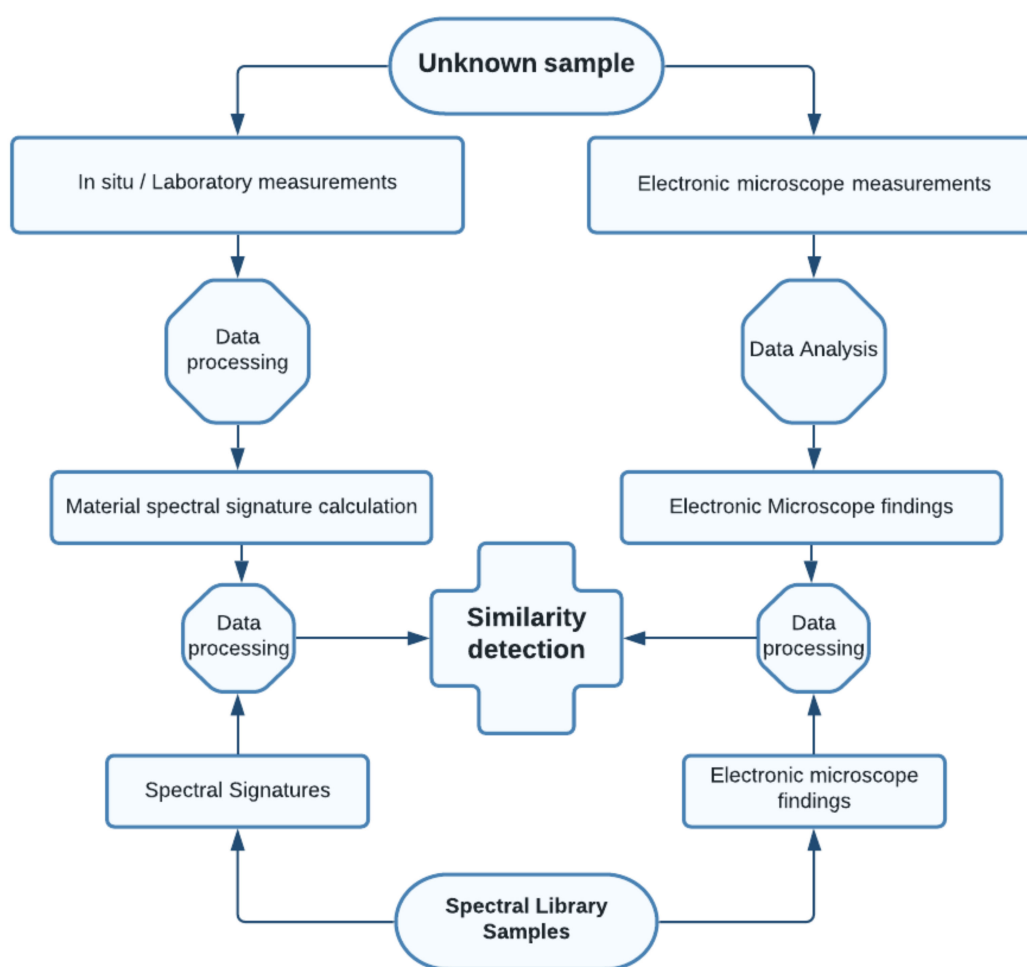 Unknown sample
In situ / Laboratory measurements
Electronic microscope measurements
Data
processing
Data Analysis
Material spectral signature calculation
Electronic Microscope findings
Data
processing
Similarity
detection
Data
processing
Spectral Signatures
Electronic microscope
findings
Spectral Library
Samples